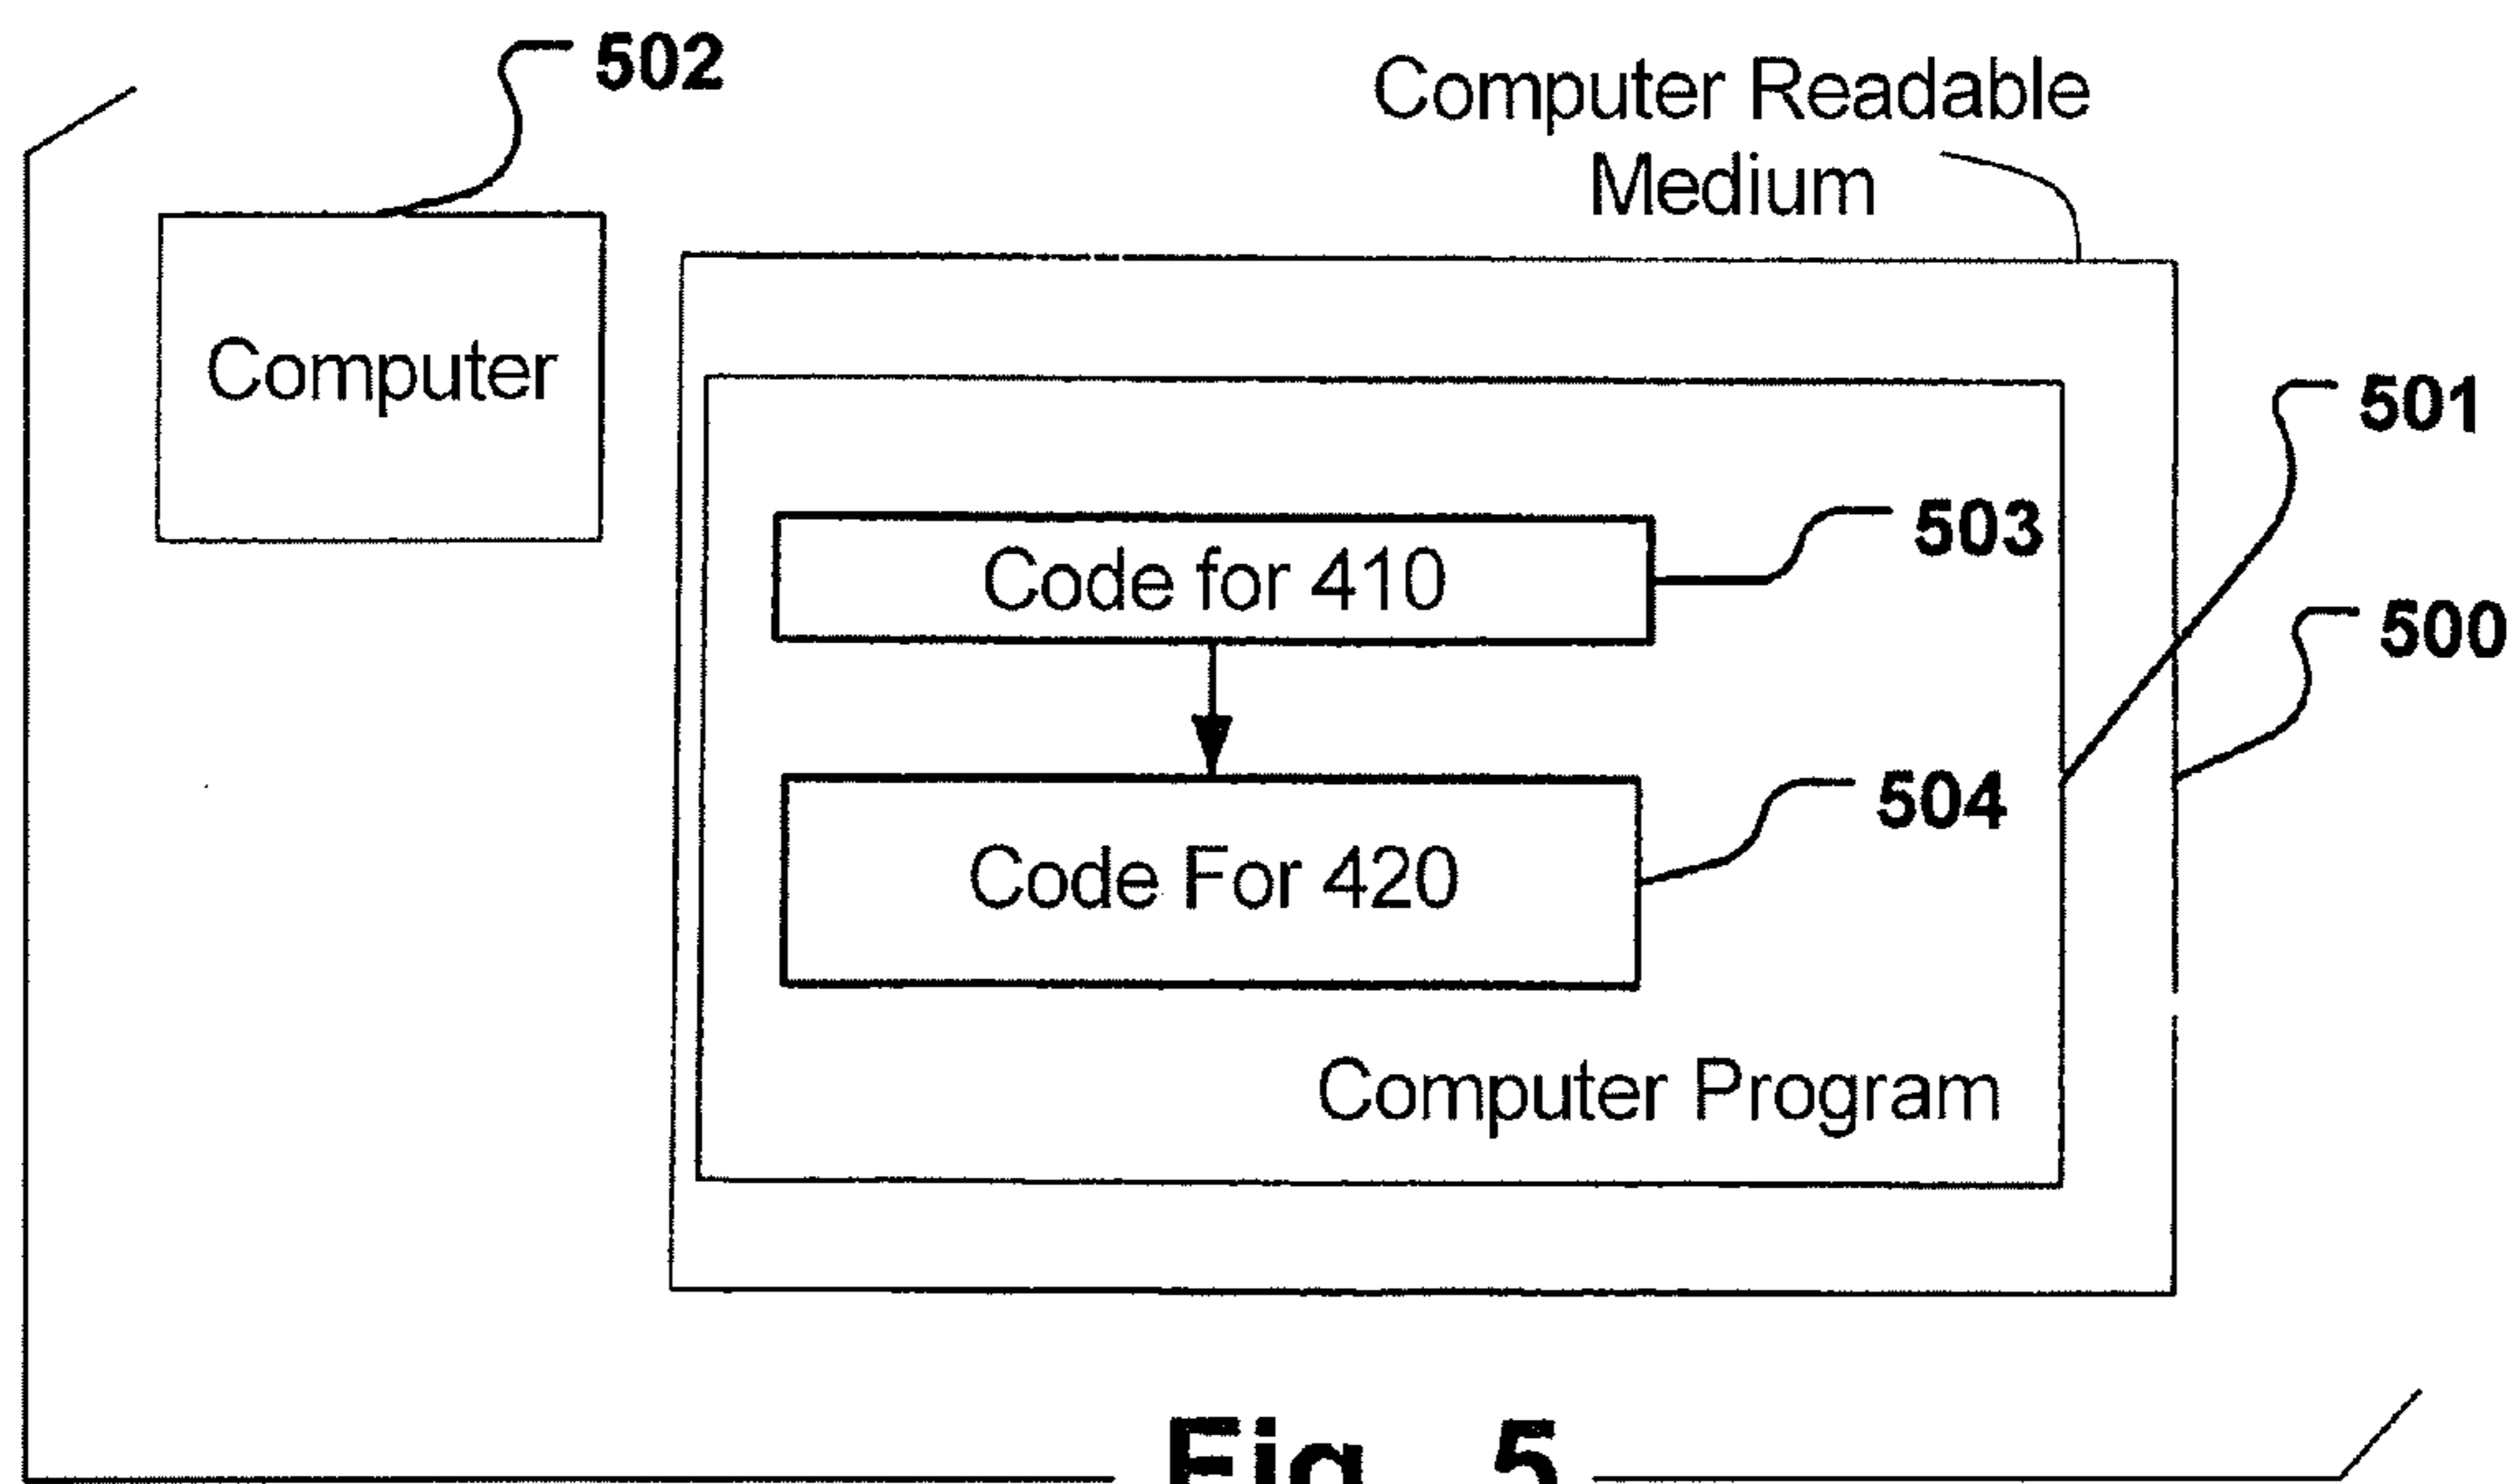 502
Computer Readable
Medium
Computer
501
Code for 410
503
500
Code For 420
504
Computer Program
Fig. 5